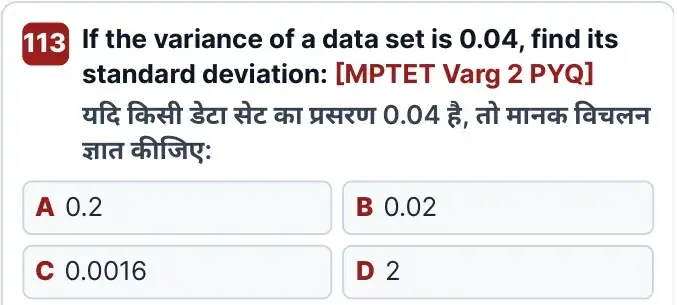 113 If the variance of a data set is 0.04, find its
standard deviation: [MPTET Varg 2 PYQ]
यदि किसी डेटा सेट का प्रसरण 0.04 है, तो मानक विचलन
ज्ञात कीजिए:
A 0.2
B 0.02
C 0.0016
D 2